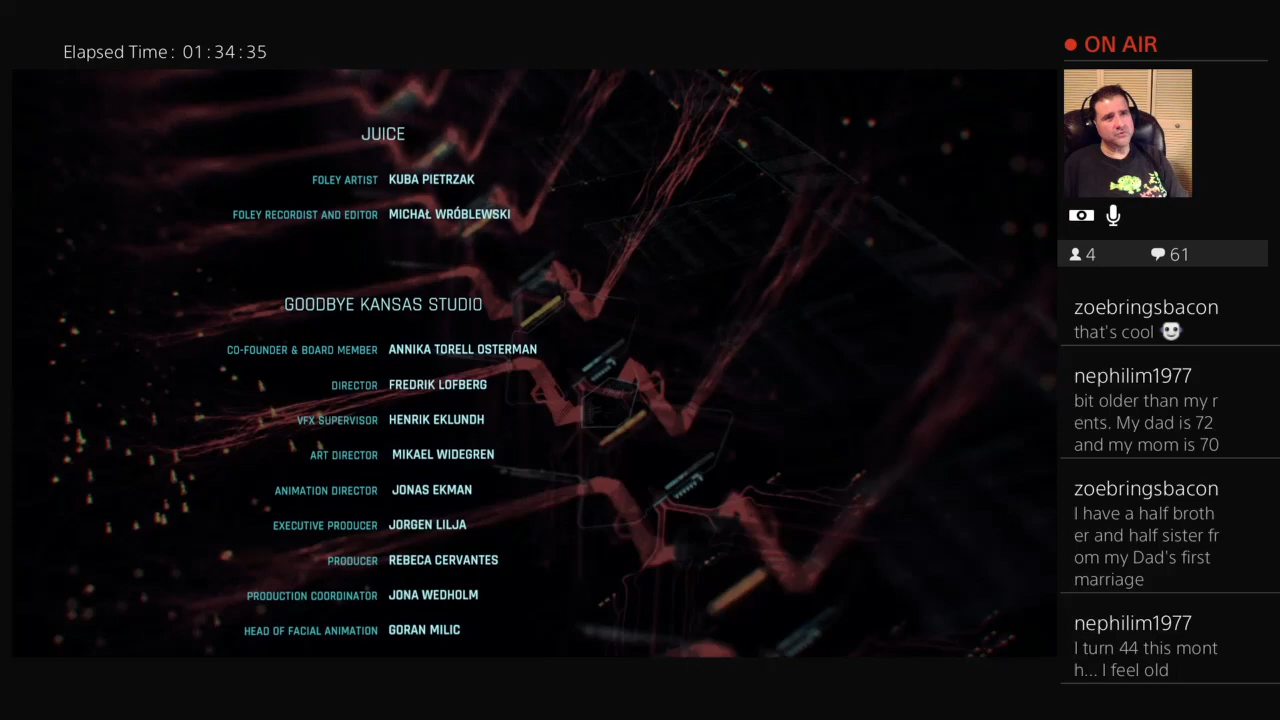 Elapsed Time: 01:34:35
ON AIR
JUICE
FOLEY ARTIST KUBA PIETRZAK
FOLEY RECORDIST AND EDITOR MICHAŁ WRÓBLEWSKI
GOODBYE KANSAS STUDIO
CO-FOUNDER & BOARD MEMBER ANNIKA TORELL OSTERMAN
DIRECTOR FREDRIK LOFBERG
VFX SUPERVISOR HENRIK EKLUNDH
ART DIRECTOR MIKAEL WIDEGREN
ANIMATION DIRECTOR JONAS EKMAN
EXECUTIVE PRODUCER JORGEN LILJA
PRODUCER REBECA CERVANTES
PRODUCTION COORDINATOR JONA WEDHOLM
HEAD OF FACIAL ANIMATION GORAN MILIC
4 61
zoebringsbacon
that's cool
nephilim1977
bit older than my r
ents. My dad is 72
and my mom is 70
zoebringsbacon
I have a half broth
er and half sister fr
om my Dad's first
marriage
nephilim1977
I turn 44 this mont
h... I feel old